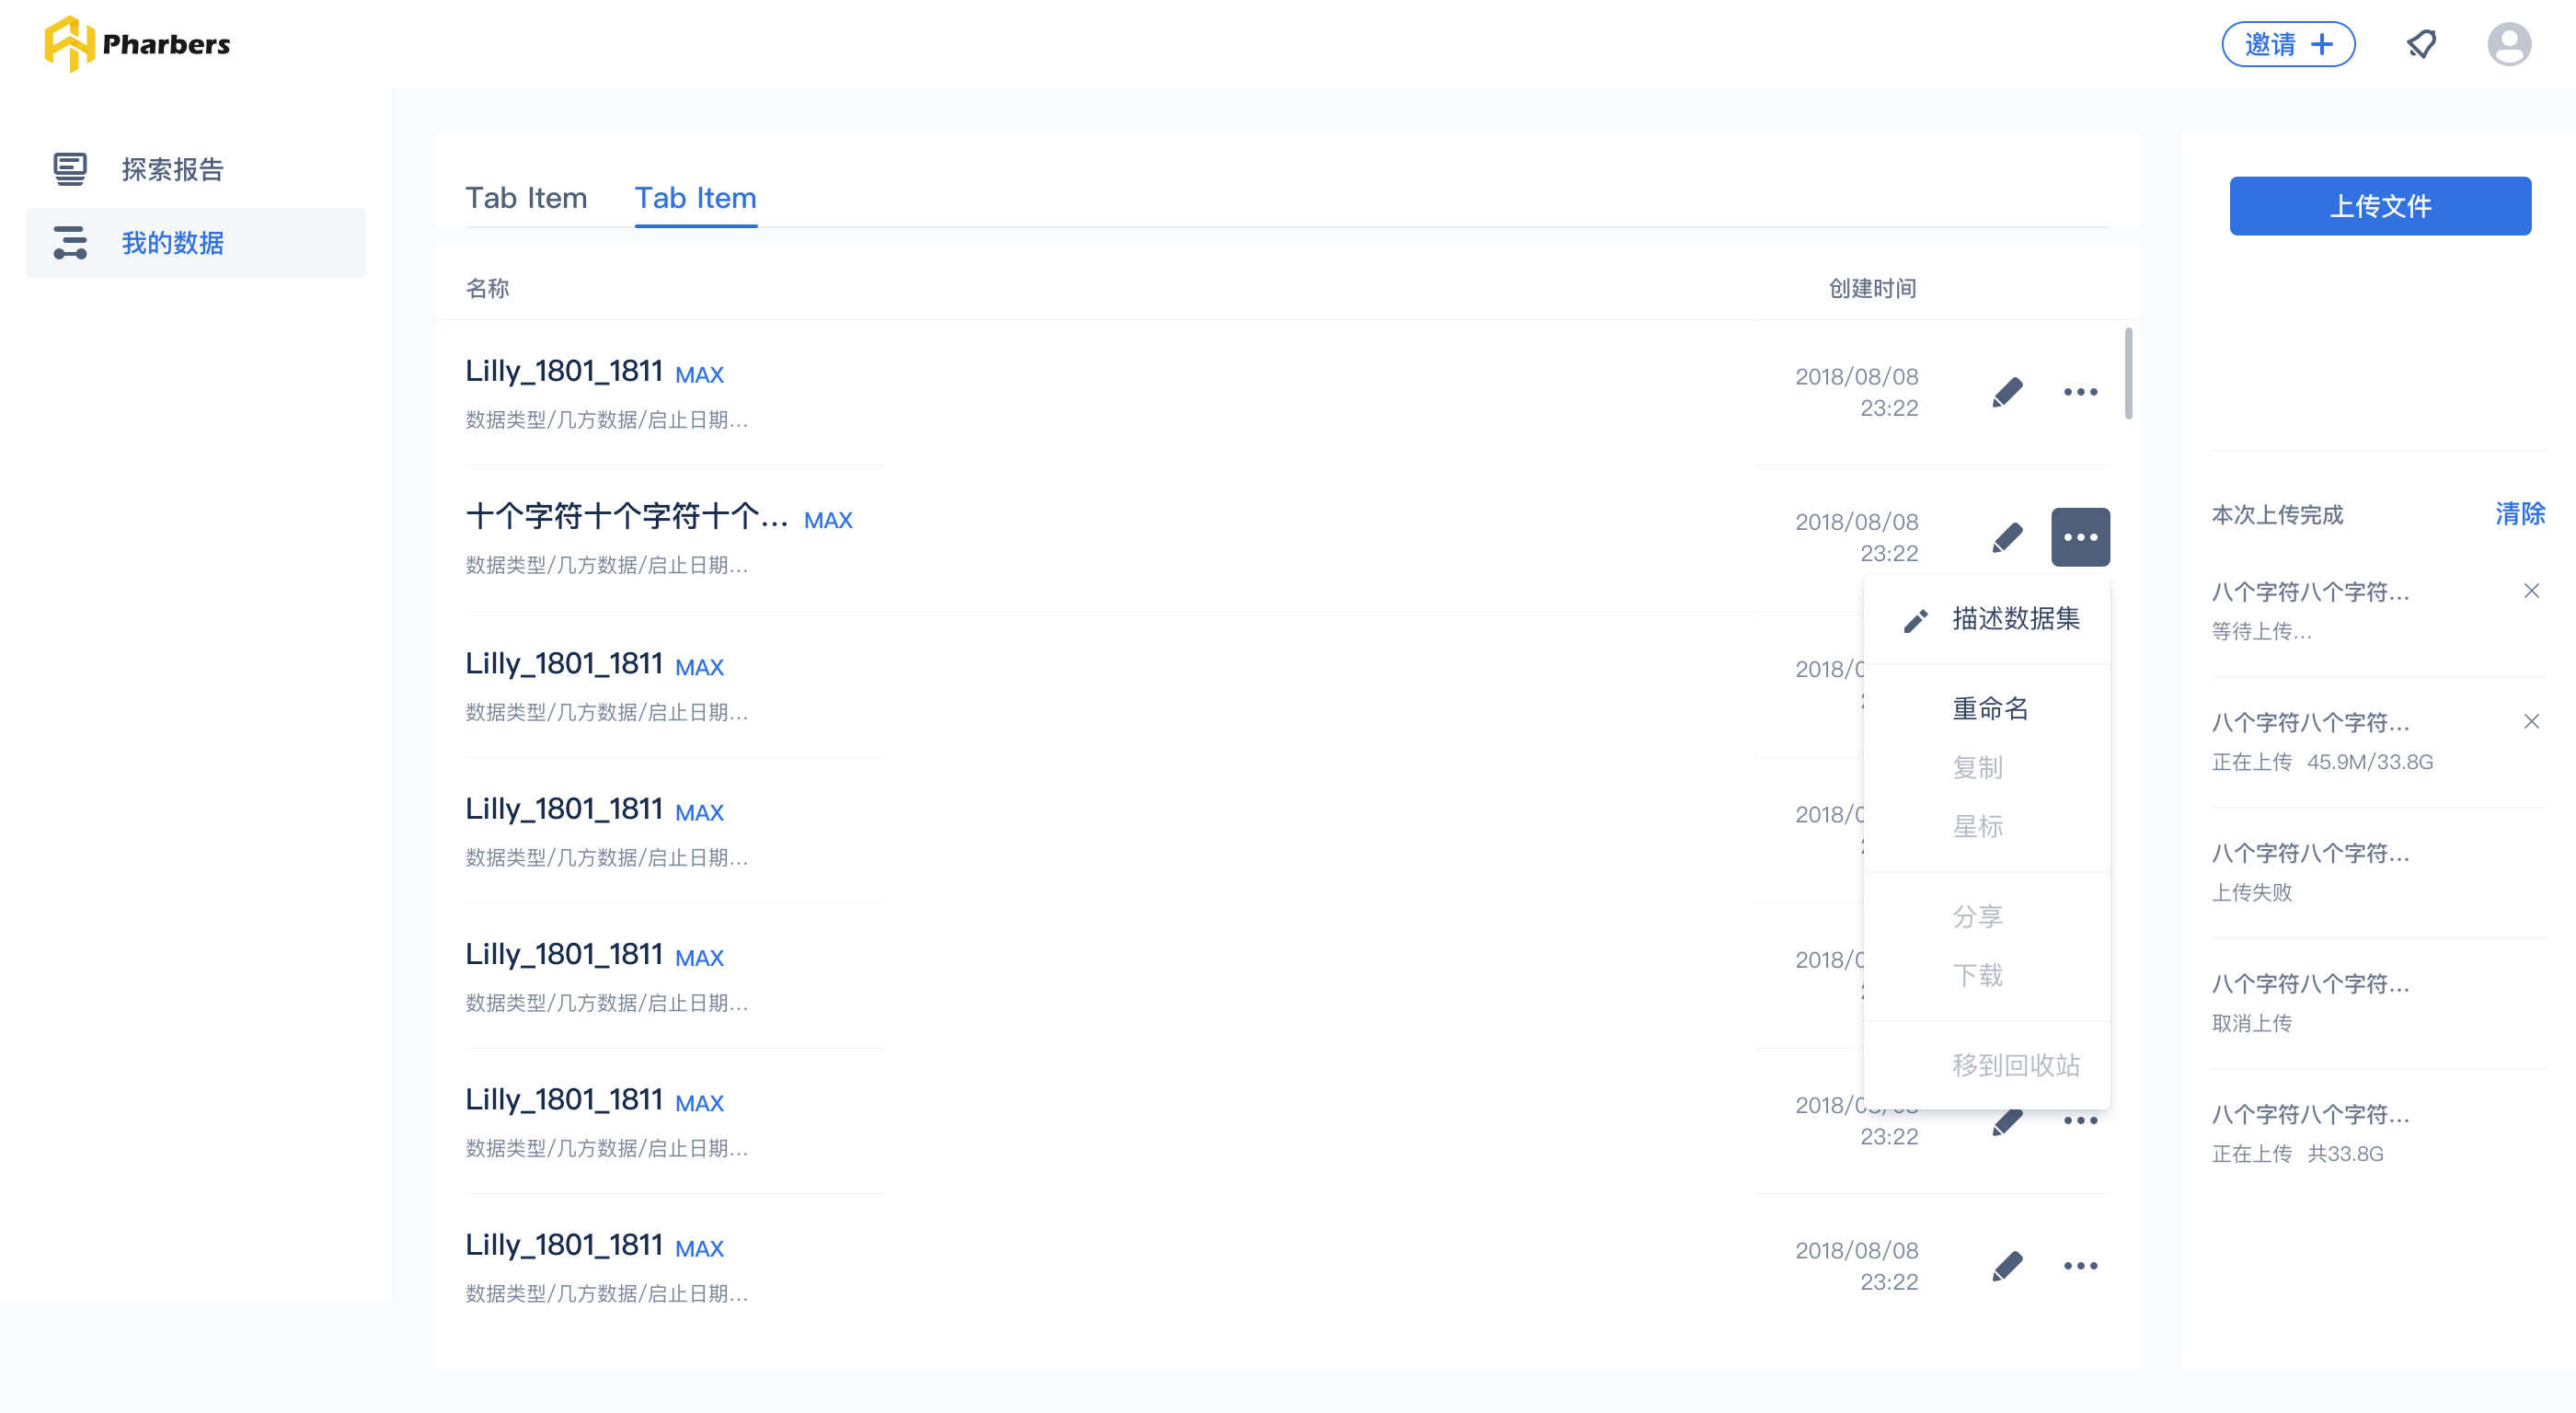 Pharbers
邀请
探索报告
我的数据
Tab Item
Tab Item
名称
创建时间
Lilly_1801_1811 MAX
数据类型/几方数据/启止日期...
2018/08/08
23:22
十个字符十个字符十个... MAX
数据类型/几方数据/启止日期...
2018/08/08
23:22
Lilly_1801_1811 MAX
数据类型/几方数据/启止日期...
2018/0
Lilly_1801_1811 MAX
数据类型/几方数据/启止日期...
2018/0
Lilly_1801_1811 MAX
数据类型/几方数据/启止日期...
2018/0
Lilly_1801_1811 MAX
数据类型/几方数据/启止日期...
2018/08/08
23:22
Lilly_1801_1811 MAX
数据类型/几方数据/启止日期...
2018/08/08
23:22
描述数据集
重命名
复制
星标
分享
下载
移到回收站
上传文件
本次上传完成
清除
八个字符八个字符...
等待上传...
八个字符八个字符...
正在上传 45.9M/33.8G
八个字符八个字符...
上传失败
八个字符八个字符...
取消上传
八个字符八个字符...
正在上传 共33.8G